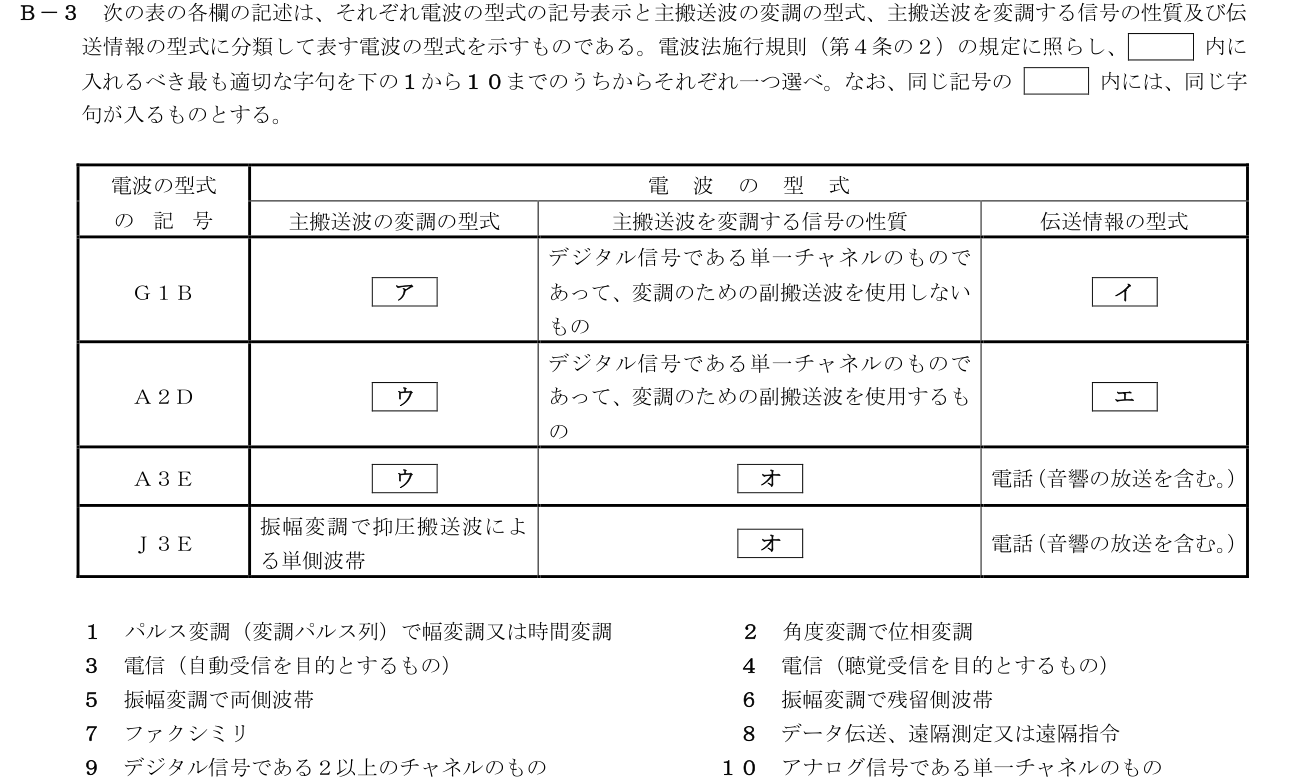 B－3　次の表の各欄の記述は、それぞれ電波の型式の記号表示と主搬送波の変調の型式、主搬送波を変調する信号の性質及び伝
送情報の型式に分類して表す電波の型式を示すものである。電波法施行規則（第４条の２）の規定に照らし、　　　内に
入れるべき最も適切な字句を下の1から10までのうちからそれぞれ一つ選べ。なお、同じ記号の　　　内には、同じ字
句が入るものとする。
電波の型式
の　記　号
電　波　の　型　式
主搬送波の変調の型式　主搬送波を変調する信号の性質　伝送情報の型式
Ｇ１Ｂ
ア
デジタル信号である単一チャネルのもので
あって、変調のための副搬送波を使用しない
もの
イ
Ａ２Ｄ
ウ
デジタル信号である単一チャネルのもので
あって、変調のための副搬送波を使用するも
の
エ
Ａ３Ｅ
ウ
オ
電話（音響の放送を含む。）
Ｊ３Ｅ
振幅変調で抑圧搬送波によ
る単側波帯
オ
電話（音響の放送を含む。）
1　パルス変調（変調パルス列）で幅変調又は時間変調　2　角度変調で位相変調
3　電信（自動受信を目的とするもの）　4　電信（聴覚受信を目的とするもの）
5　振幅変調で両側波帯　6　振幅変調で残留側波帯
7　ファクシミリ　8　データ伝送、遠隔測定又は遠隔指令
9　デジタル信号である２以上のチャネルのもの　10　アナログ信号である単一チャネルのもの